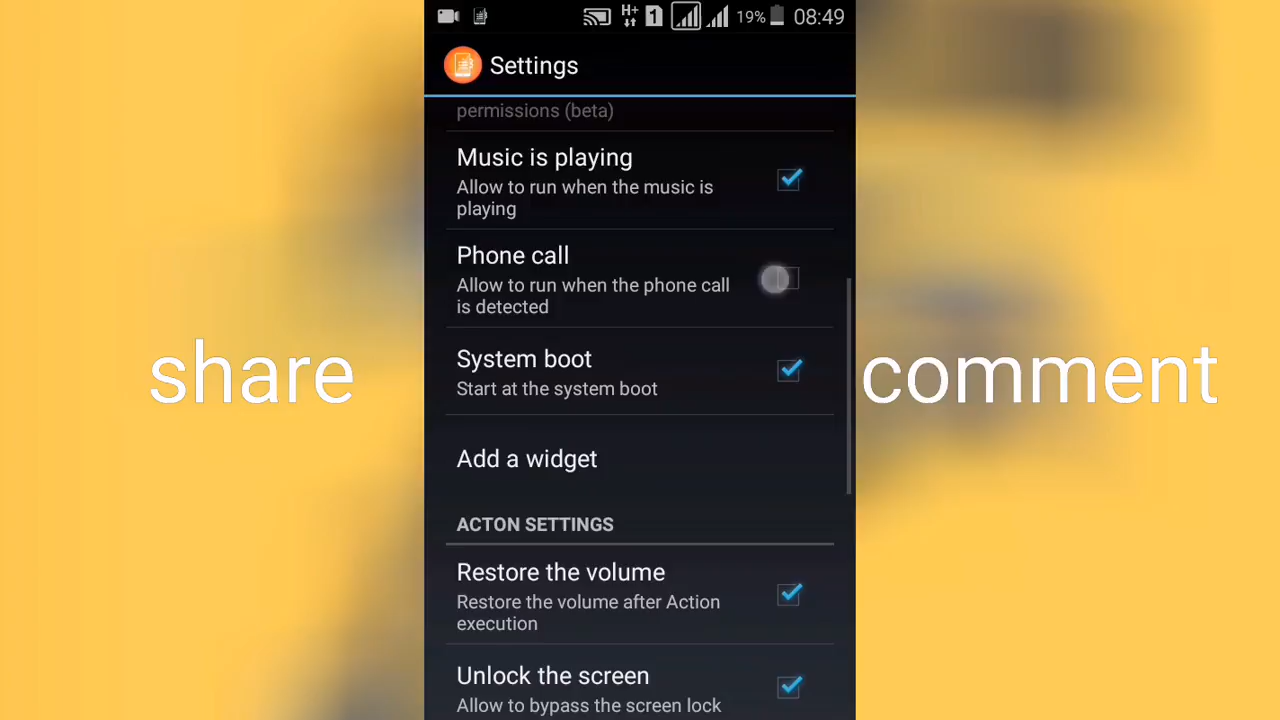 H+ 1 19% 08:49
Settings
permissions (beta)
Music is playing
Allow to run when the music is
playing
Phone call
Allow to run when the phone call
is detected
System boot
Start at the system boot
share
comment
Add a widget
ACTON SETTINGS
Restore the volume
Restore the volume after Action
execution
Unlock the screen
Allow to bypass the screen lock